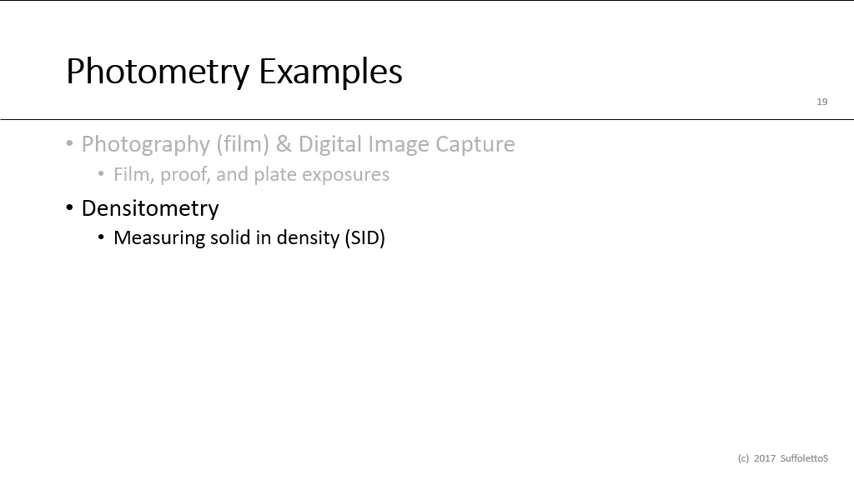 Photometry Examples
19
• Photography (film) & Digital Image Capture
• Film, proof, and plate exposures
• Densitometry
• Measuring solid in density (SID)
(c) 2017 SuffolettoS